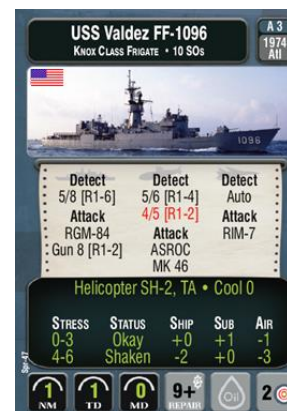 USS Valdez FF-1096
Knox Class Frigate • 10 SOs
A 3
1974
Atl
1096
Detect Detect Detect
5/8 [R1-6] 5/6 [R1-4] Auto
Attack 4/5 [R1-2] Attack
RGM-84 Attack RIM-7
Gun 8 [R1-2] ASROC
MK 46
Helicopter SH-2, TA • Cool 0
Stress Status Ship Sub Air
0-3 Okay +0 +1 -1
4-6 Shaken -2 +0 -3
Spr-47
1 1 0 9+ 2
NM TD MD REPAIR Oil